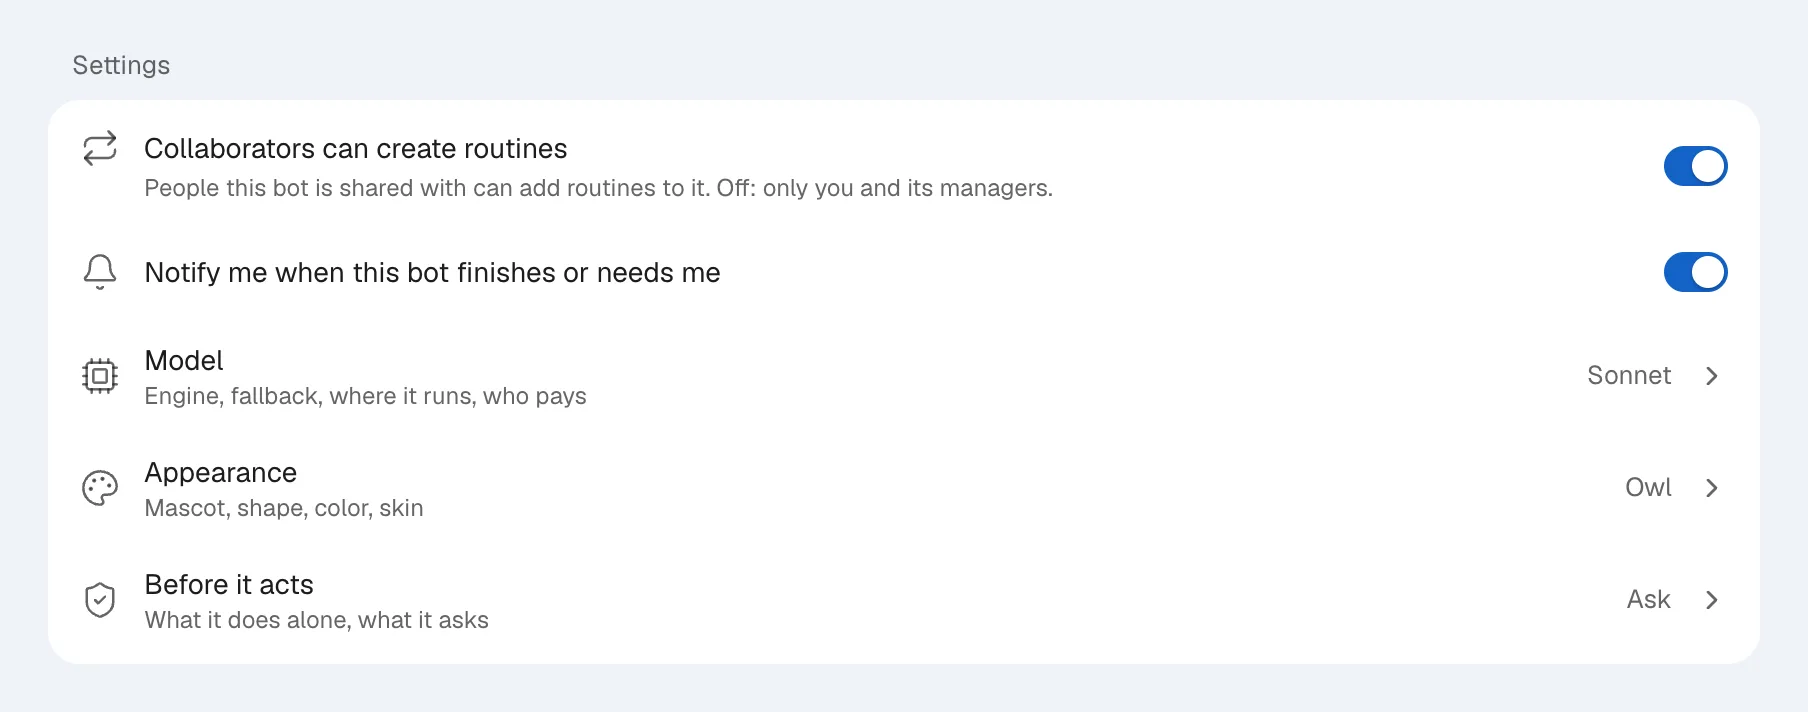 Settings
Collaborators can create routines
People this bot is shared with can add routines to it. Off: only you and its managers.
Notify me when this bot finishes or needs me
Model
Engine, fallback, where it runs, who pays
Sonnet
Appearance
Mascot, shape, color, skin
Owl
Before it acts
What it does alone, what it asks
Ask